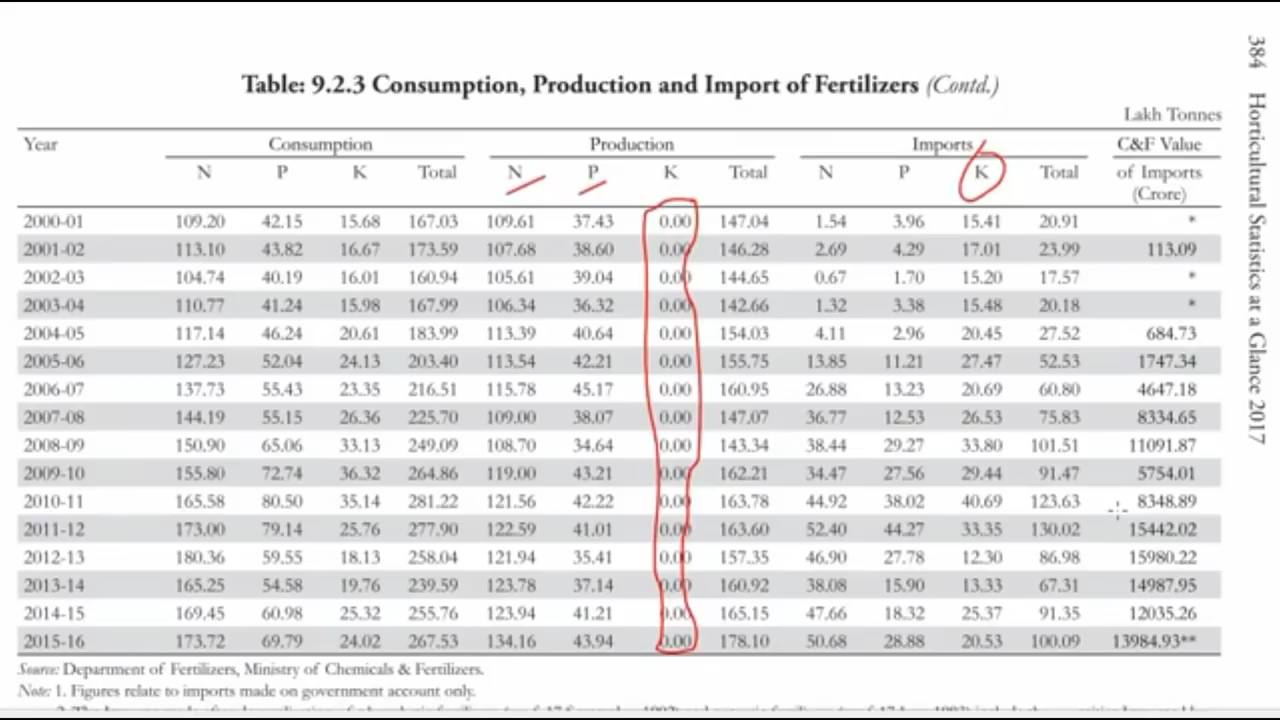 Table: 9.2.3 Consumption, Production and Import of Fertilizers (Contd.)
Lakh Tonnes
Year Consumption Production Imports C&F Value
N P K Total N P K Total N P K Total of Imports
(Crore)
2000-01 109.20 42.15 15.68 167.03 109.61 37.43 0.00 147.04 1.54 3.96 15.41 20.91 *
2001-02 113.10 43.82 16.67 173.59 107.68 38.60 0.00 146.28 2.69 4.29 17.01 23.99 113.09
2002-03 104.74 40.19 16.01 160.94 105.61 39.04 0.00 144.65 0.67 1.70 15.20 17.57 *
2003-04 110.77 41.24 15.98 167.99 106.34 36.32 0.00 142.66 1.32 3.38 15.48 20.18 *
2004-05 117.14 46.24 20.61 183.99 113.39 40.64 0.00 154.03 4.11 2.96 20.45 27.52 684.73
2005-06 127.23 52.04 24.13 203.40 113.54 42.21 0.00 155.75 13.85 11.21 27.47 52.53 1747.34
2006-07 137.73 55.43 23.35 216.51 115.78 45.17 0.00 160.95 26.88 13.23 20.69 60.80 4647.18
2007-08 144.19 55.15 26.36 225.70 109.00 38.07 0.00 147.07 36.77 12.53 26.53 75.83 8334.65
2008-09 150.90 65.06 33.13 249.09 108.70 34.64 0.00 143.34 38.44 29.27 33.80 101.51 11091.87
2009-10 155.80 72.74 36.32 264.86 119.00 43.21 0.00 162.21 34.47 27.56 29.44 91.47 5754.01
2010-11 165.58 80.50 35.14 281.22 121.56 42.22 0.00 163.78 44.92 38.02 40.69 123.63 8348.89
2011-12 173.00 79.14 25.76 277.90 122.59 41.01 0.00 163.60 52.40 44.27 33.35 130.02 15442.02
2012-13 180.36 59.55 18.13 258.04 121.94 35.41 0.00 157.35 46.90 27.78 12.30 86.98 15980.22
2013-14 165.25 54.58 19.76 239.59 123.78 37.14 0.00 160.92 38.08 15.90 13.33 67.31 14987.95
2014-15 169.45 60.98 25.32 255.76 123.94 41.21 0.00 165.15 47.66 18.32 25.37 91.35 12035.26
2015-16 173.72 69.79 24.02 267.53 134.16 43.94 0.00 178.10 50.68 28.88 20.53 100.09 13984.93**
Source: Department of Fertilizers, Ministry of Chemicals & Fertilizers.
Note: 1. Figures relate to imports made on government account only.
384 Horticultural Statistics at a Glance 2017